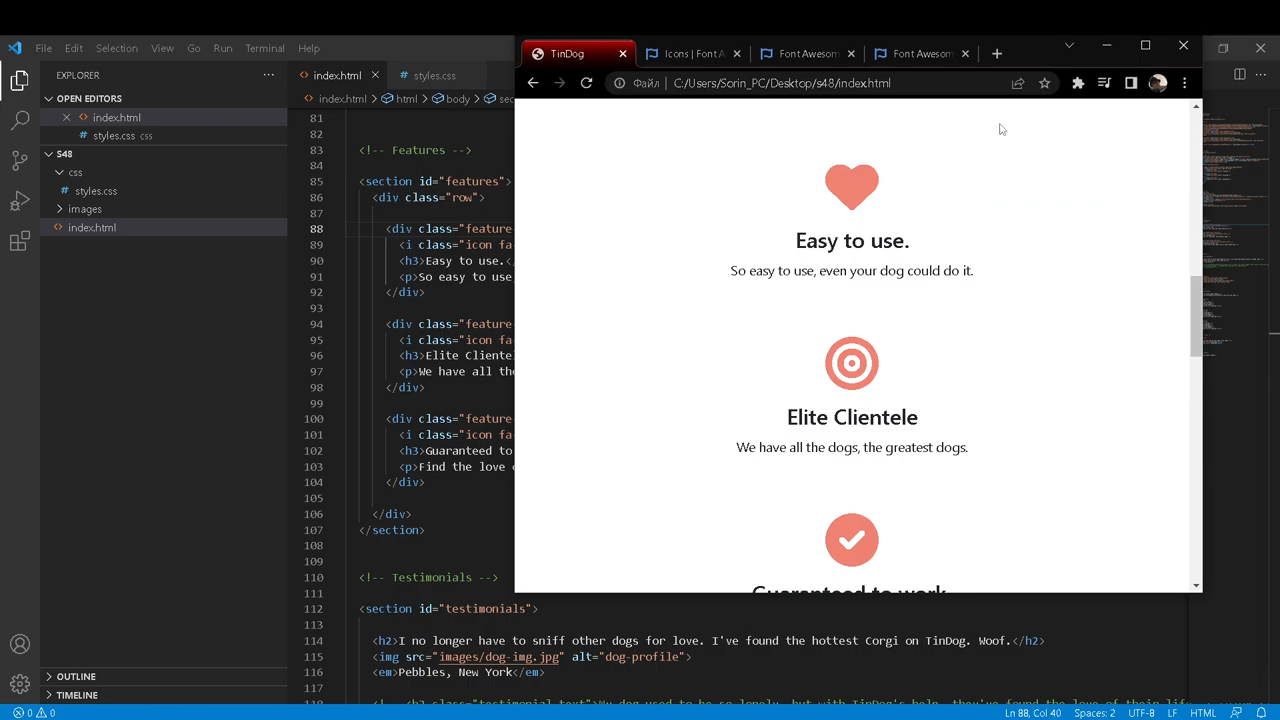 File Edit Selection View Go Run Terminal Help
EXPLORER
OPEN EDITORS
index.html
styles.css css
S48
css
styles.css
images
index.html
OUTLINE
TIMELINE
index.html
styles.css
index.html > html > body >
81
82
83 <!-- Features -->
84
85 <section id="features">
86 <div class="row">
87
88 <div class="feature
89 <i class="icon fa
90 <h3>Easy to use.<
91
easy to use,
92 </div>
93
94 <div class="feature
95 <i class="icon fa
96 <h3>Elite Cliente
97 <p>We have all the
98 </div>
99
100 <div class="feature
101 <i class="icon fa
102 <h3>Guaranteed to
103 <p>Find the love
104 </div>
105
106 </div>
107 </section>
108
109
110 <!-- Testimonials -->
111
112 <section id="testimonials">
113
114 <h2>I no longer have to sniff other dogs for love. I've found the hottest Corgi on TinDog. Woof.</h2>
115 <img src="images/dog-img.jpg" alt="dog-profile">
116 <em>Pebbles, New York</em>
117
TinDog
Icons | Font A
Font Awesom
Font Awesom
Файл | C:/Users/Sorin_PC/Desktop/s48/index.html
Easy to use.
So easy to use, even your dog could do it.
Elite Clientele
We have all the dogs, the greatest dogs.
Guaranteed to work.
0 0
Ln 88, Col 40 Spaces: 2 UTF-8 LF HTML